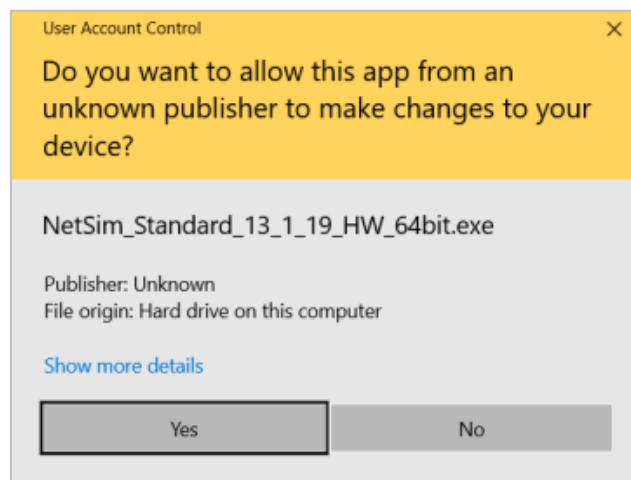 User Account Control
Do you want to allow this app from an
unknown publisher to make changes to your
device?
NetSim_Standard_13_1_19_HW_64bit.exe
Publisher: Unknown
File origin: Hard drive on this computer
Show more details
Yes
No